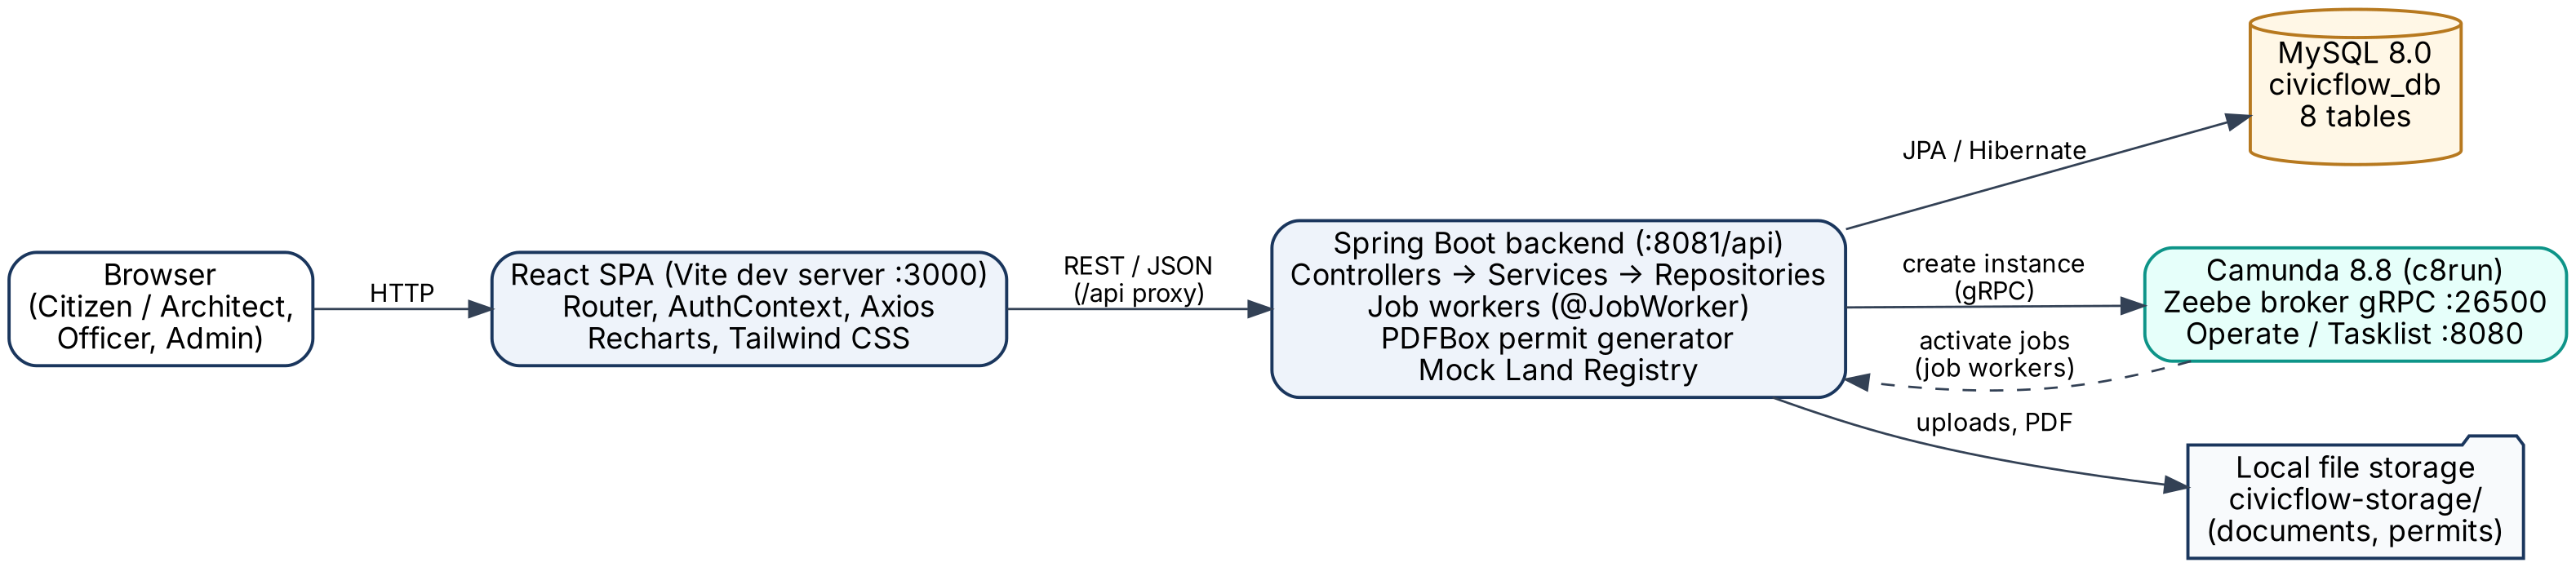 Browser
(Citizen / Architect,
Officer, Admin)
HTTP
React SPA (Vite dev server :3000)
Router, AuthContext, Axios
Recharts, Tailwind CSS
REST / JSON
(/api proxy)
Spring Boot backend (:8081/api)
Controllers → Services → Repositories
Job workers (@JobWorker)
PDFBox permit generator
Mock Land Registry
JPA / Hibernate
MySQL 8.0
civicflow_db
8 tables
create instance
(gRPC)
Camunda 8.8 (c8run)
Zeebe broker gRPC :26500
Operate / Tasklist :8080
activate jobs
(job workers)
uploads, PDF
Local file storage
civicflow-storage/
(documents, permits)